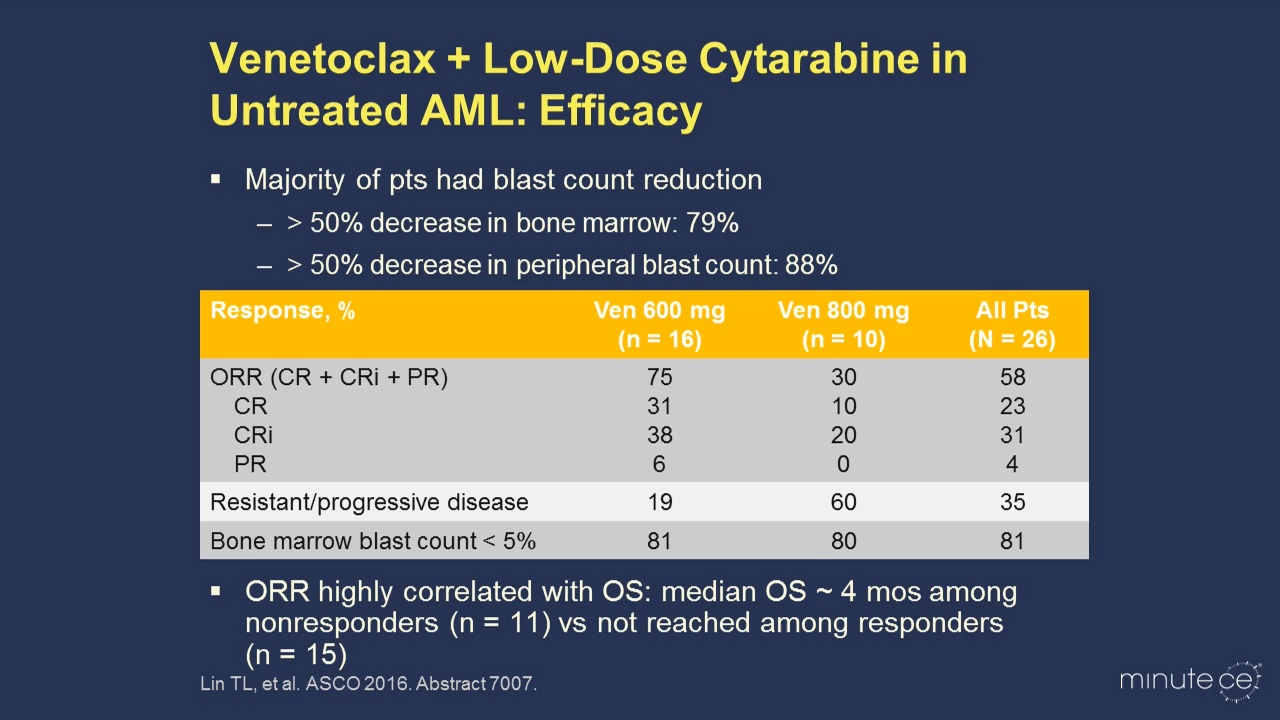 Venetoclax + Low-Dose Cytarabine in
Untreated AML: Efficacy
▪ Majority of pts had blast count reduction
– > 50% decrease in bone marrow: 79%
– > 50% decrease in peripheral blast count: 88%
Response, % Ven 600 mg (n = 16) Ven 800 mg (n = 10) All Pts (N = 26)
ORR (CR + CRi + PR) 75 30 58
CR 31 10 23
CRi 38 20 31
PR 6 0 4
Resistant/progressive disease 19 60 35
Bone marrow blast count < 5% 81 80 81
▪ ORR highly correlated with OS: median OS ~ 4 mos among
nonresponders (n = 11) vs not reached among responders
(n = 15)
Lin TL, et al. ASCO 2016. Abstract 7007.
minute ce